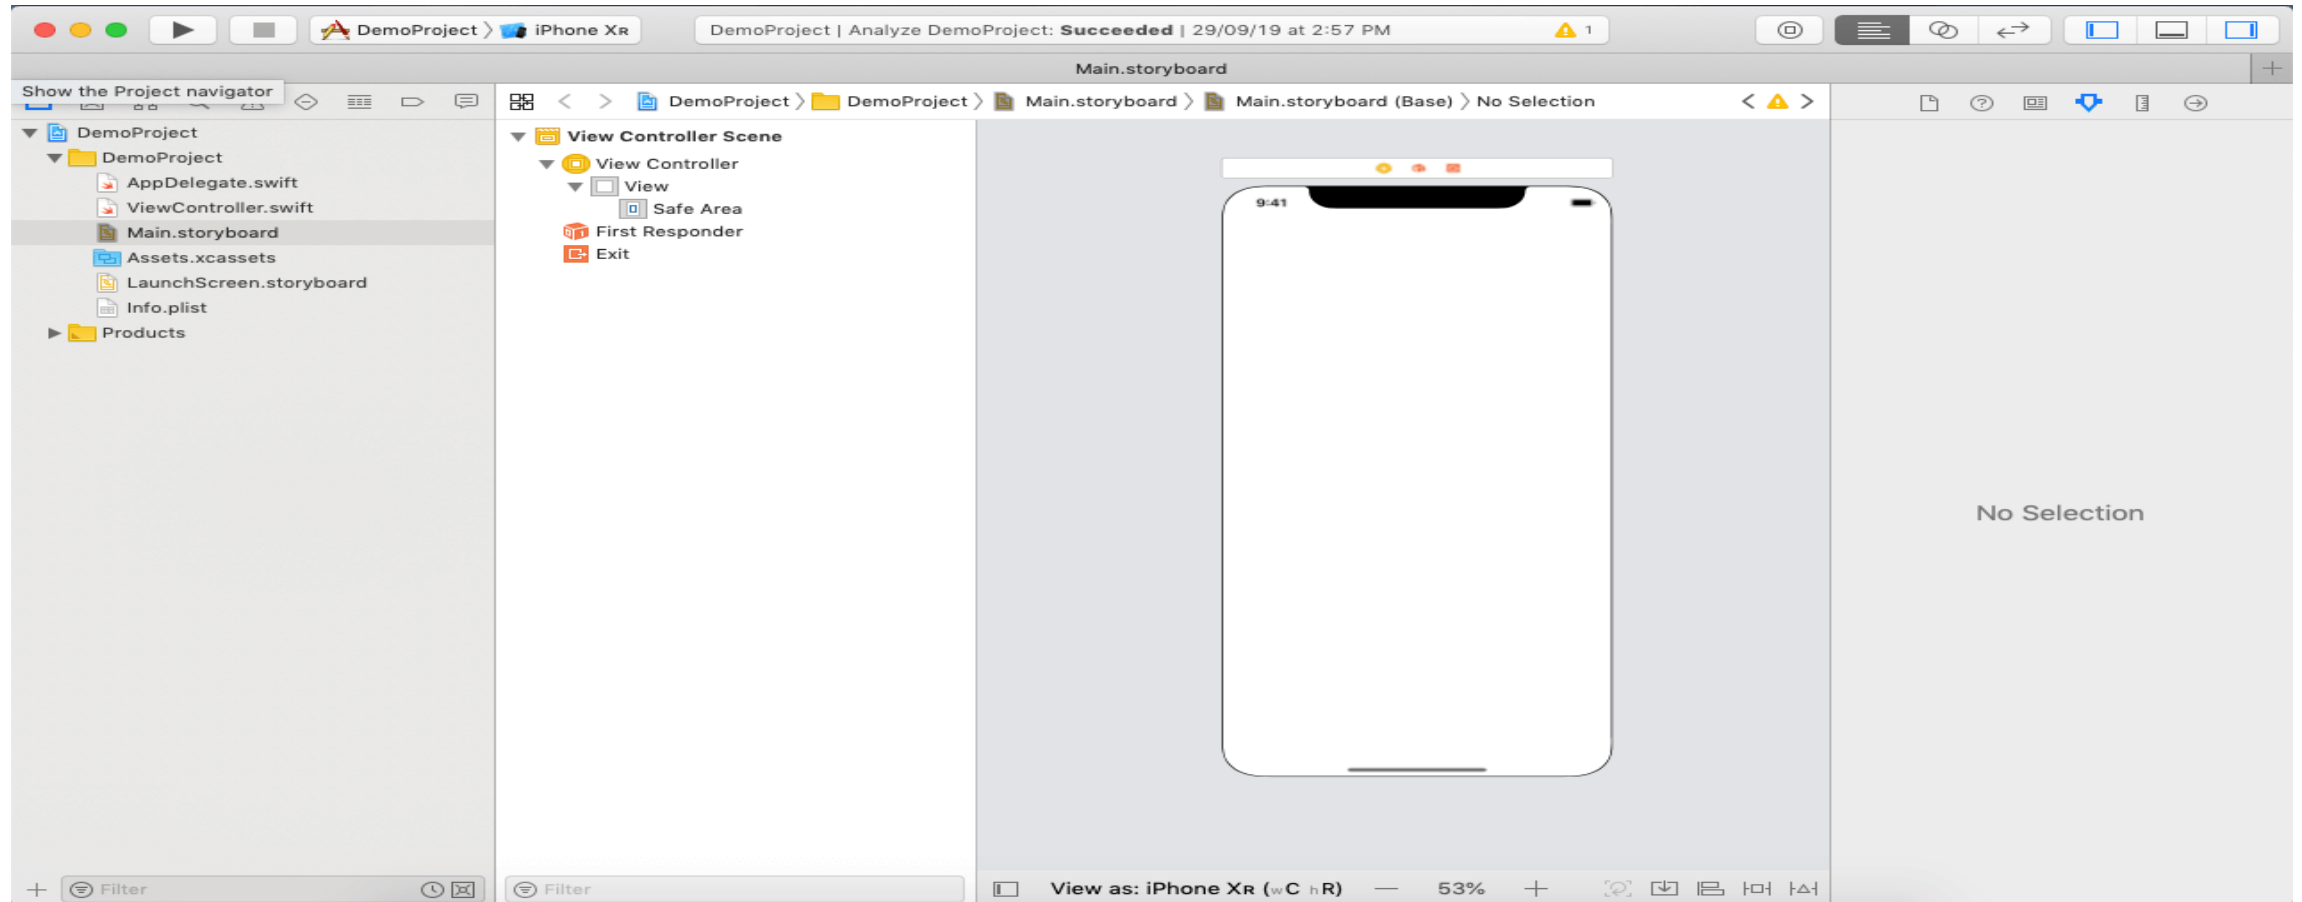 DemoProject iPhone XR
DemoProject | Analyze DemoProject: Succeeded | 29/09/19 at 2:57 PM 1
Main.storyboard
Show the Project navigator
DemoProject DemoProject Main.storyboard Main.storyboard (Base) No Selection
DemoProject
DemoProject
AppDelegate.swift
ViewController.swift
Main.storyboard
Assets.xcassets
LaunchScreen.storyboard
Info.plist
Products
View Controller Scene
View Controller
View
Safe Area
First Responder
Exit
9:41
No Selection
Filter
Filter
View as: iPhone XR (wC hR) — 53% +